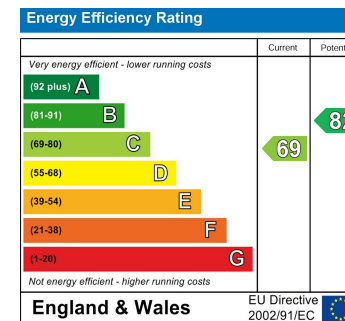 Energy Efficiency Rating
Current
Very energy efficient - lower running costs
(92 plus) A
(81-91) B
(69-80) C 69
(55-68) D
(39-54) E
(21-38) F
(1-20) G
Not energy efficient - higher running costs
England & Wales
EU Directive
2002/91/EC